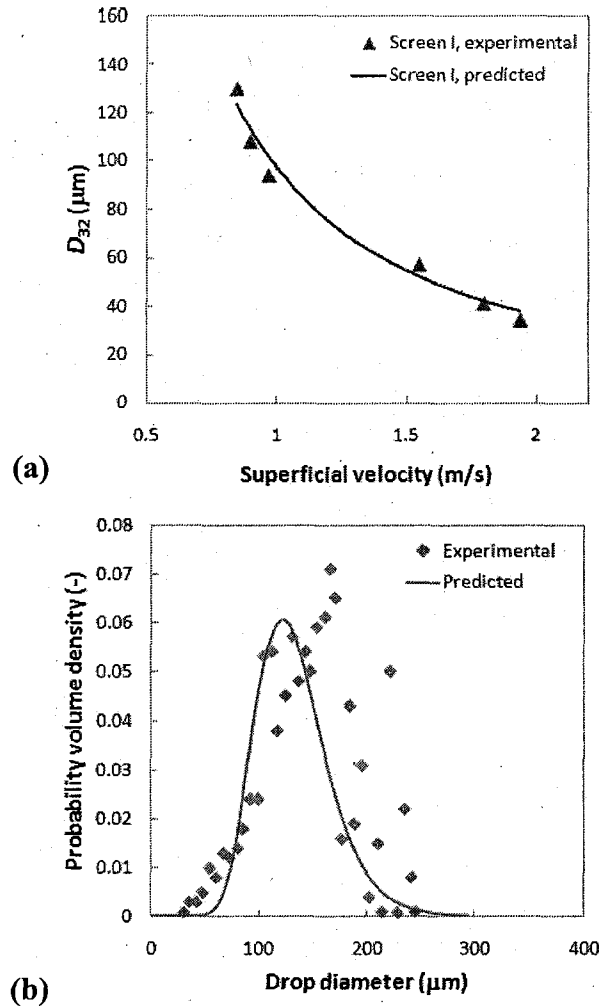 160
140
120
100
80
60
40
20
0
D32 (µm)
Screen I, experimental
Screen I, predicted
0.5
1
1.5
2
Superficial velocity (m/s)
(a)
0.08
0.07
0.06
0.05
0.04
0.03
0.02
0.01
0
Probability volume density (-)
Experimental
Predicted
0
100
200
300
400
Drop diameter (µm)
(b)